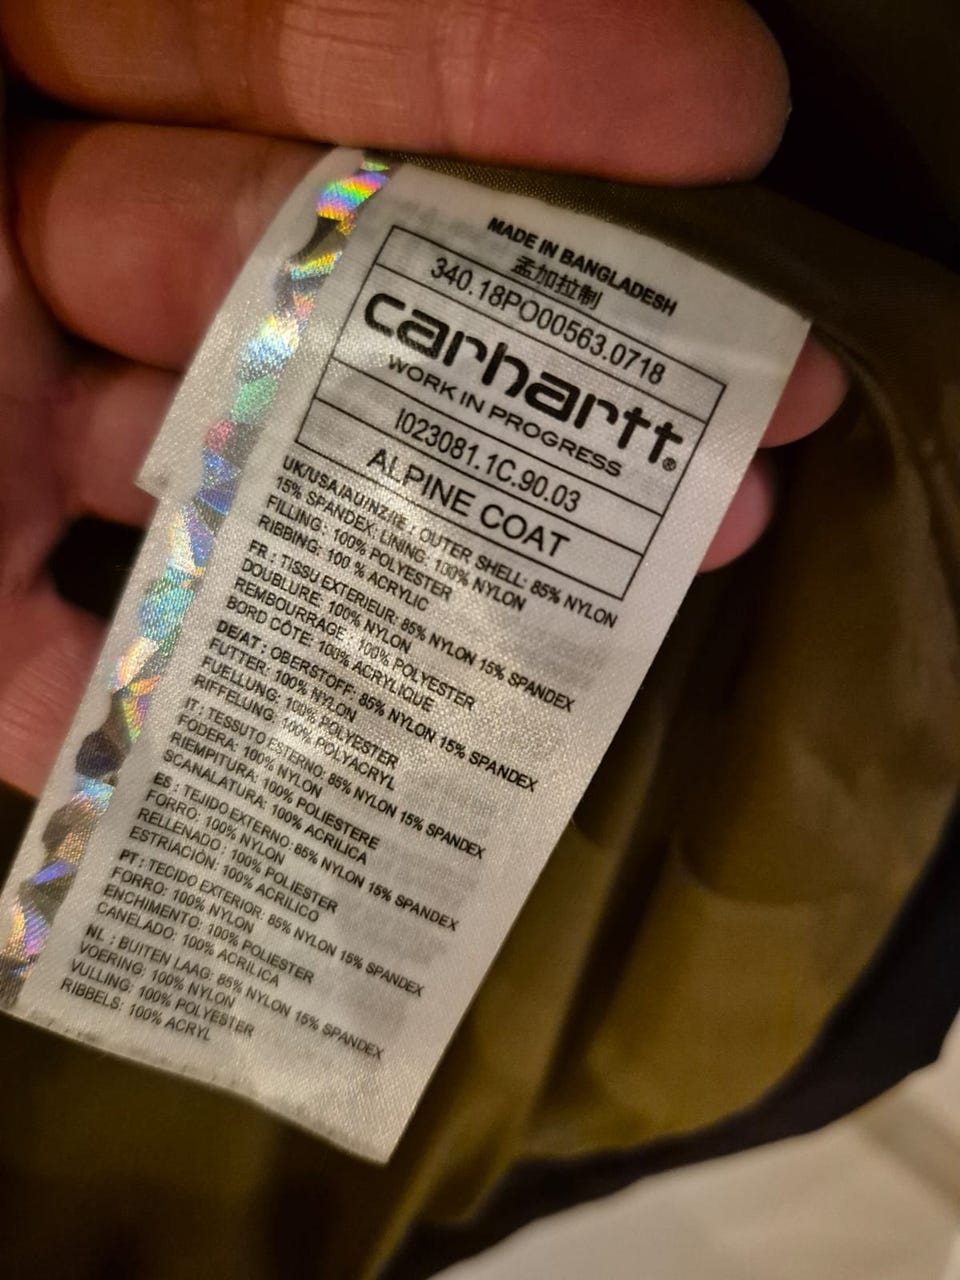 MADE IN BANGLADESH
孟加拉制
340.18PO00563.0718
carhartt®
WORK IN PROGRESS
I023081.1C.90.03
ALPINE COAT
UK/USA/AU/NZ/IE : OUTER SHELL: 85% NYLON
15% SPANDEX: LINING: 100% NYLON
FILLING: 100% POLYESTER
RIBBING: 100 % ACRYLIC
FR : TISSU EXTERIEUR: 85% NYLON 15% SPANDEX
DOUBLURE: 100% NYLON
REMBOURRAGE: 100% POLYESTER
BORD CÔTE: 100% ACRYLIQUE
DE/AT : OBERSTOFF: 85% NYLON 15% SPANDEX
FUTTER: 100% NYLON
FUELLUNG: 100% POLYESTER
RIFFELUNG: 100% POLYACRYL
IT : TESSUTO ESTERNO: 85% NYLON 15% SPANDEX
FODERA: 100% NYLON
RIEMPITURA: 100% POLIESTERE
SCANALATURA: 100% ACRILICA
ES : TEJIDO EXTERNO: 85% NYLON 15% SPANDEX
FORRO: 100% NYLON
RELLENADO: 100% POLIESTER
ESTRIACIÓN: 100% ACRILICO
PT : TECIDO EXTERIOR: 85% NYLON 15% SPANDEX
FORRO: 100% NYLON
ENCHIMENTO: 100% POLIESTER
CANELADO: 100% ACRILICA
NL : BUITEN LAAG: 85% NYLON 15% SPANDEX
VOERING: 100% NYLON
VULLING: 100% POLYESTER
RIBBELS: 100% ACRYL